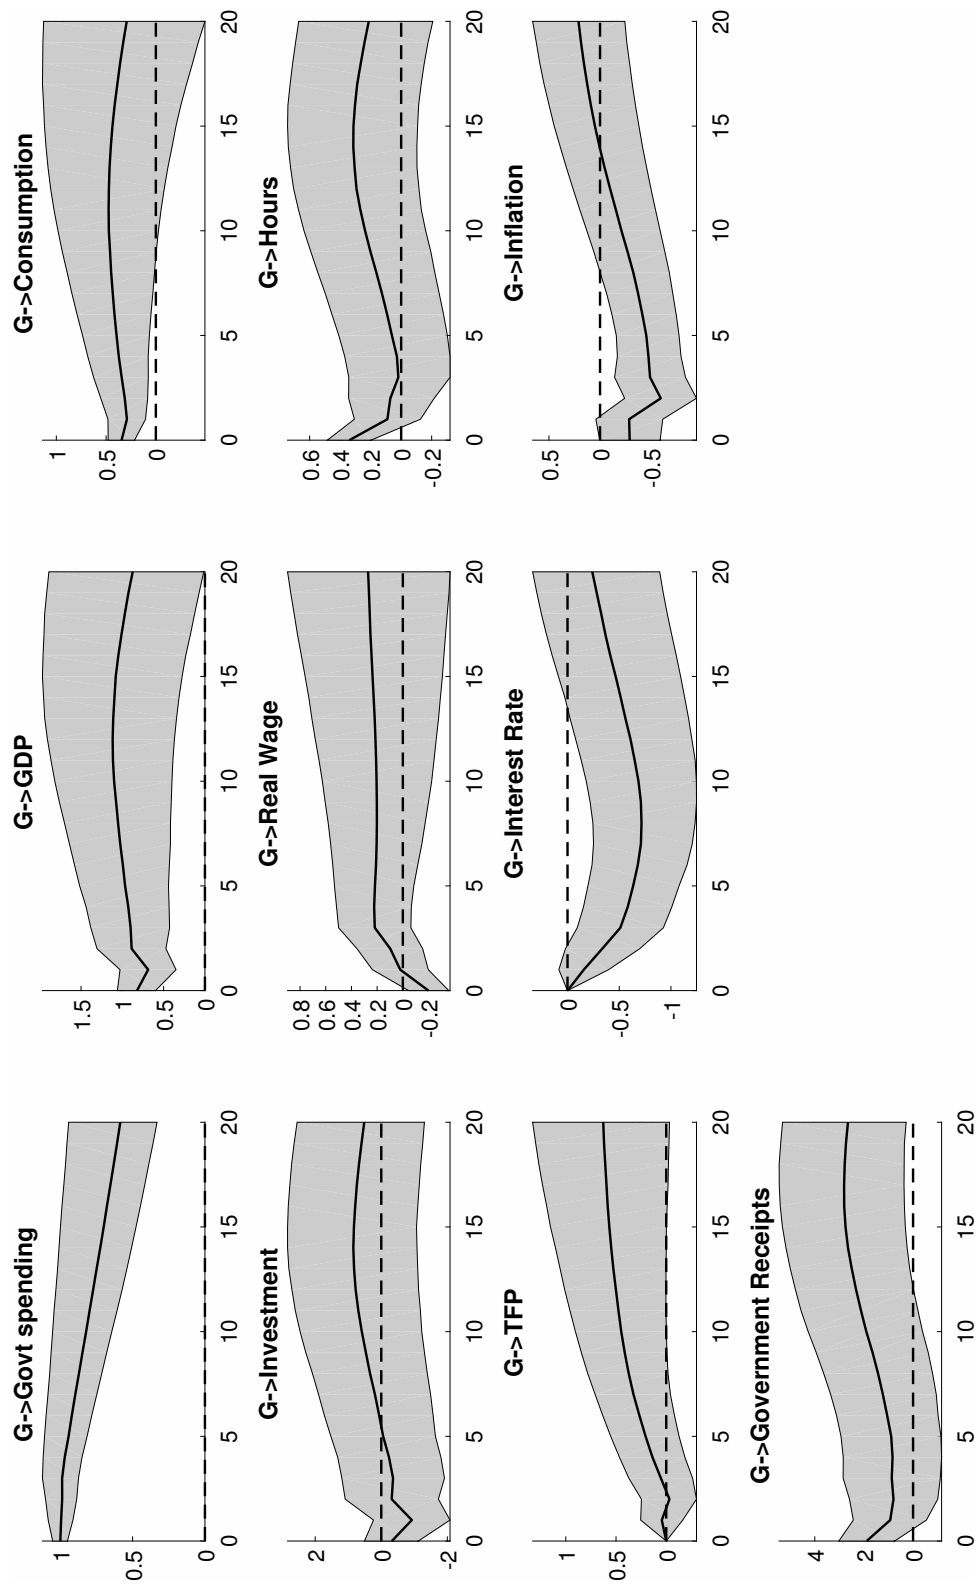 G->Govt spending
1
0.5
0
0 5 10 15 20
G->GDP
1.5
1
0.5
0
0 5 10 15 20
G->Consumption
1
0.5
0
0 5 10 15 20
G->Investment
2
0
-2
0 5 10 15 20
G->Real Wage
0.8
0.6
0.4
0.2
0
-0.2
0 5 10 15 20
G->Hours
0.6
0.4
0.2
0
-0.2
0 5 10 15 20
G->TFP
1
0.5
0
0 5 10 15 20
G->Interest Rate
0
-0.5
-1
0 5 10 15 20
G->Inflation
0.5
0
-0.5
0 5 10 15 20
G->Government Receipts
4
2
0
0 5 10 15 20